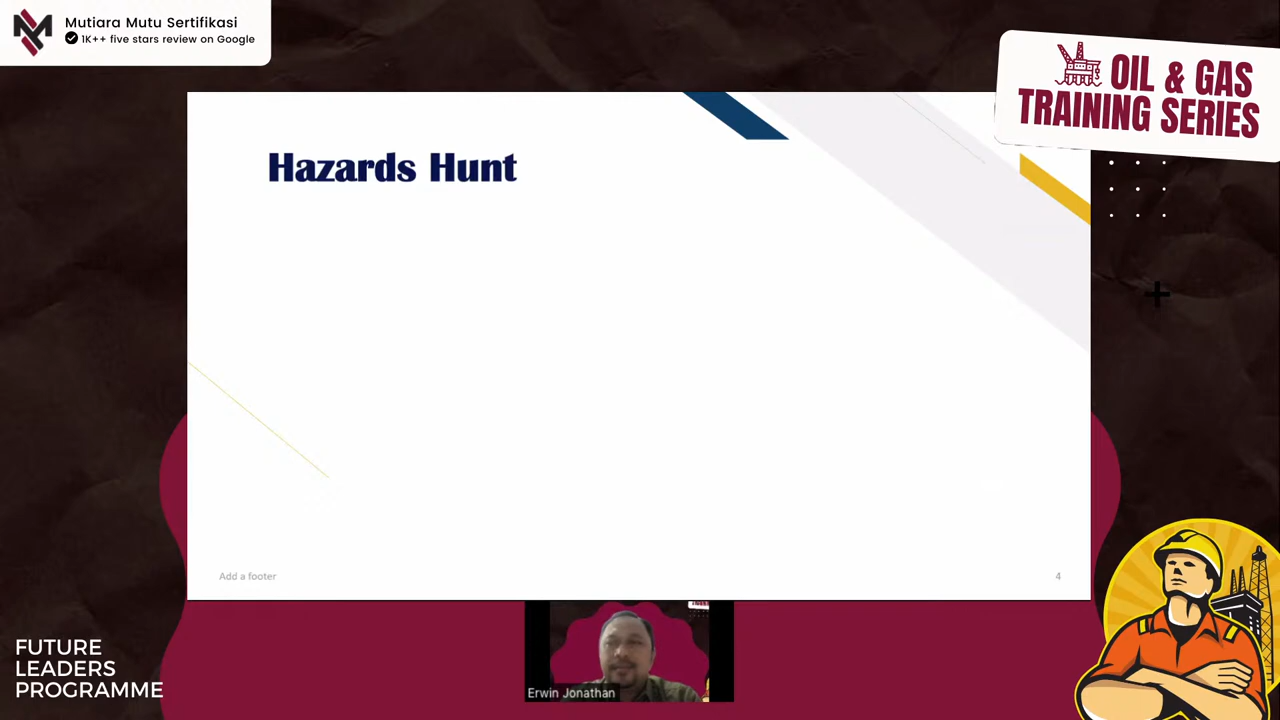 Mutiara Mutu Sertifikasi
1K++ five stars review on Google
OIL & GAS
TRAINING SERIES
Hazards Hunt
Add a footer
4
Erwin Jonathan
FUTURE
LEADERS
PROGRAMME